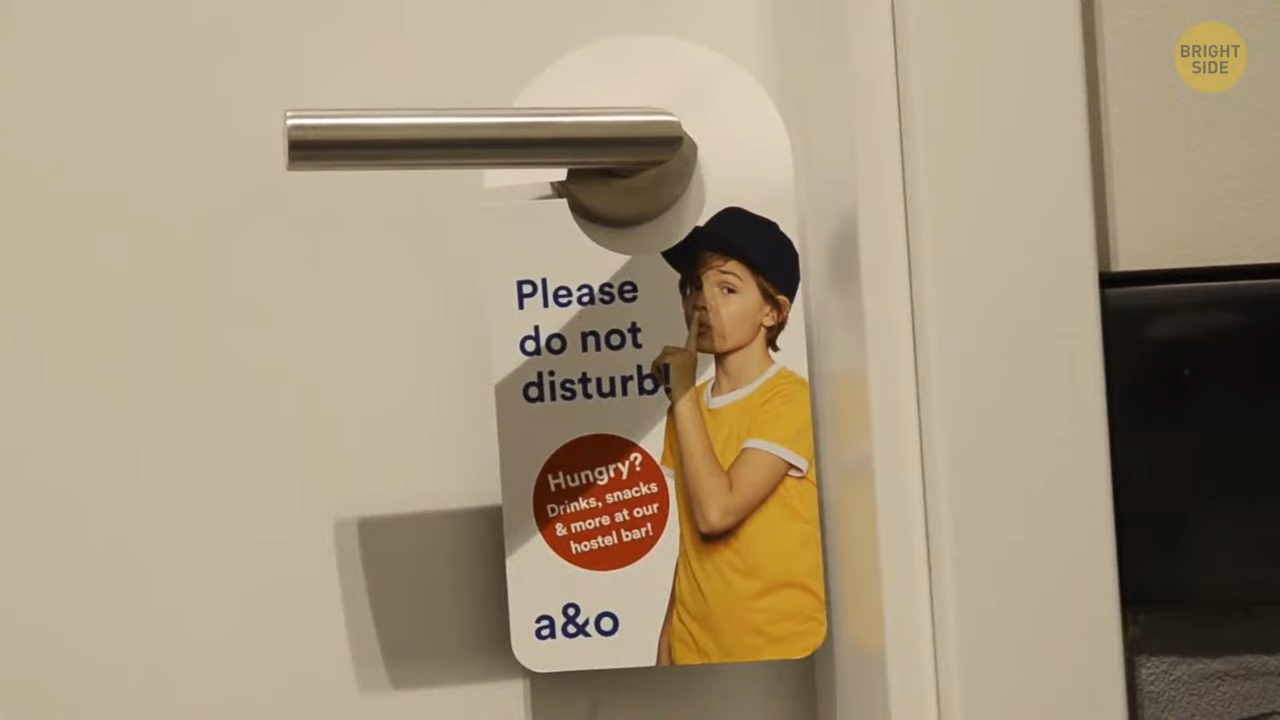 BRIGHT
SIDE
Please
do not
disturb!
Hungry?
Drinks, snacks
& more at our
hostel bar!
a&o